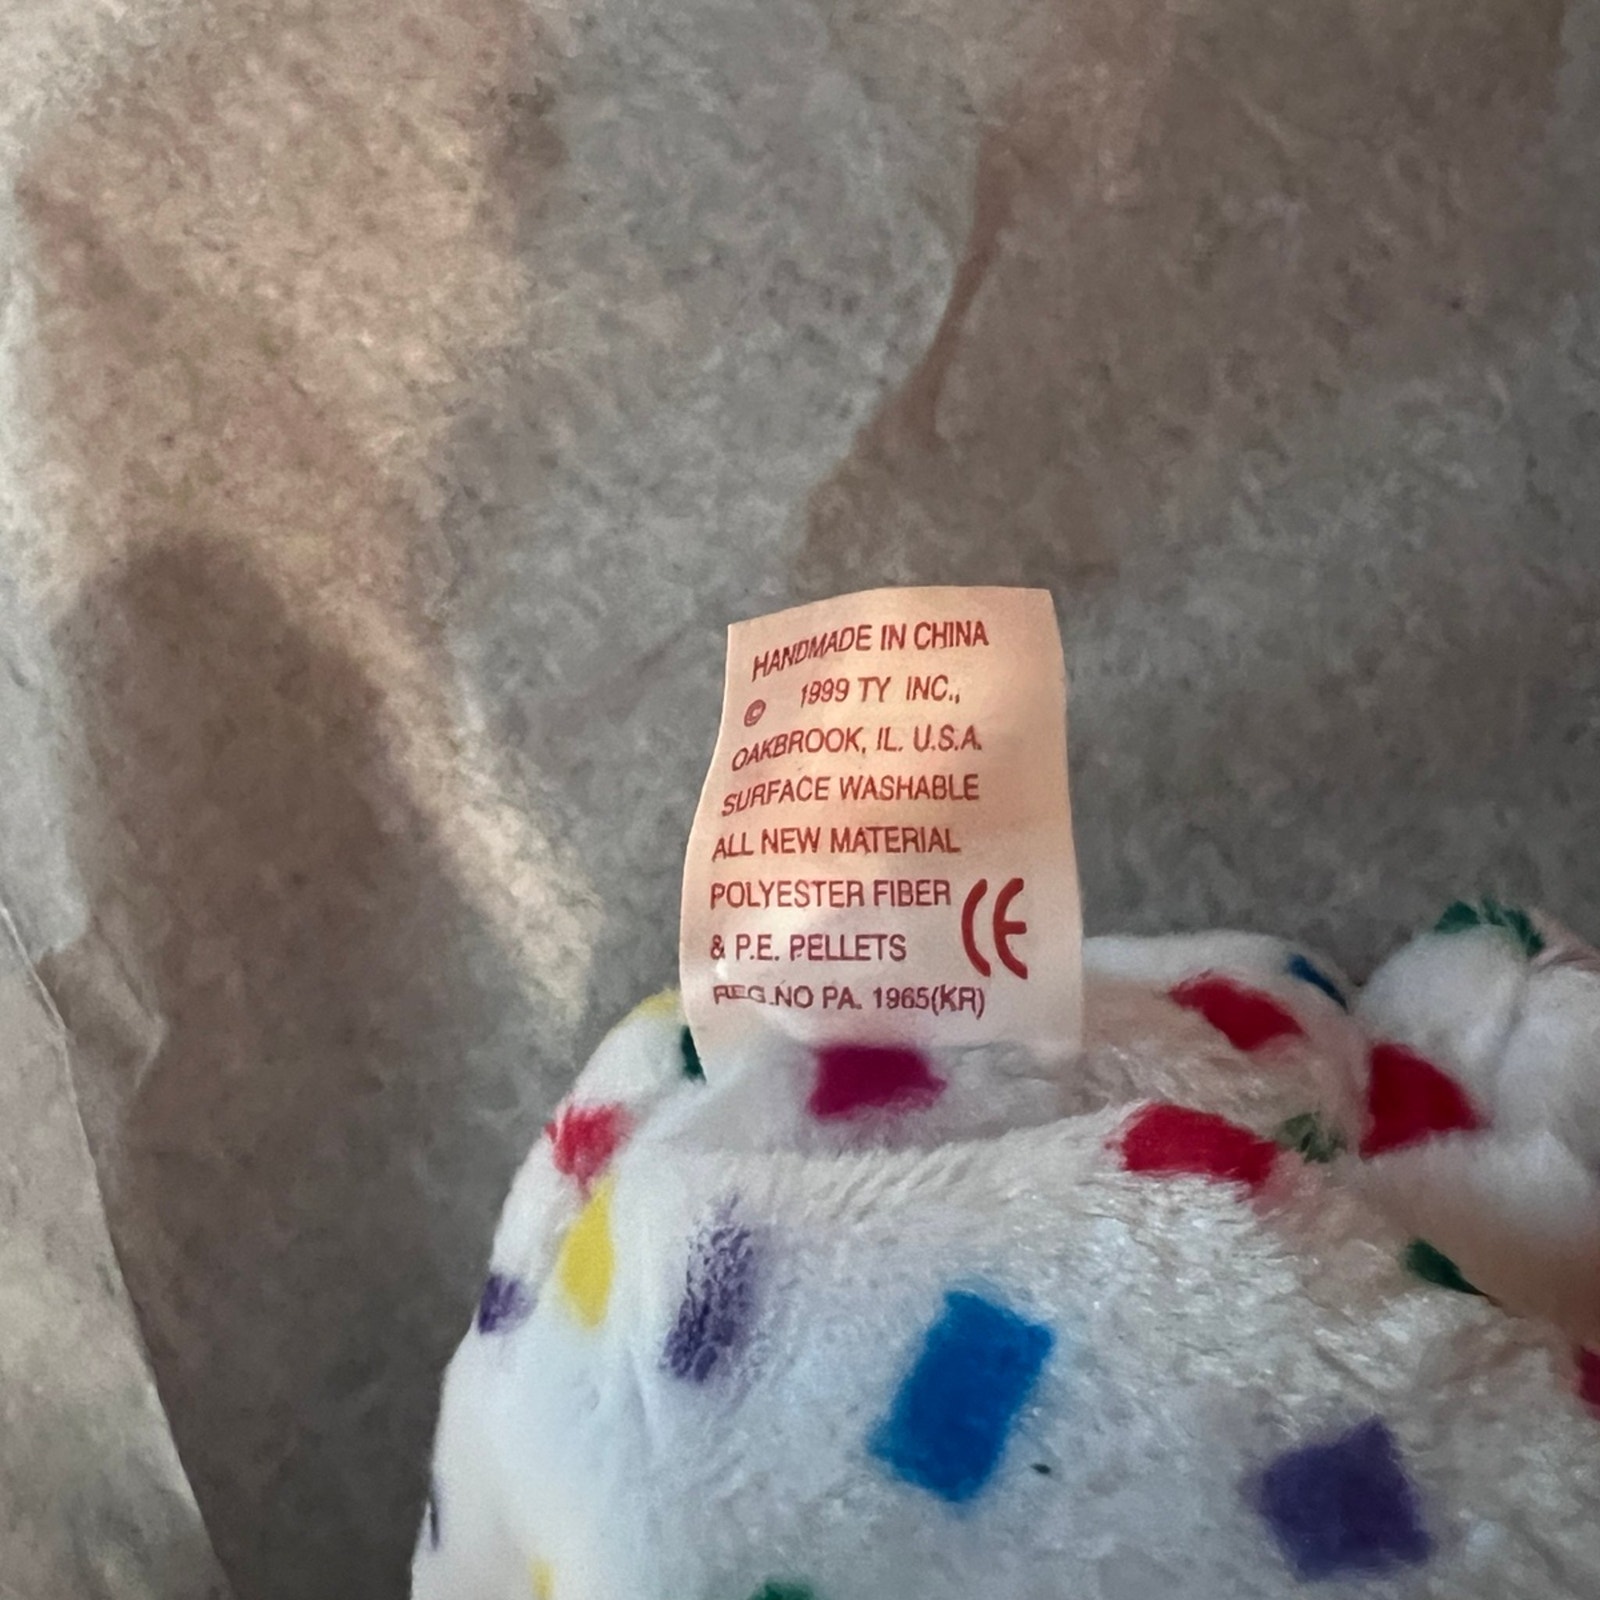 HANDMADE IN CHINA
© 1999 TY INC.,
OAKBROOK, IL. U.S.A.
SURFACE WASHABLE
ALL NEW MATERIAL
POLYESTER FIBER
& P.E. PELLETS CE
REG.NO PA. 1965(KR)